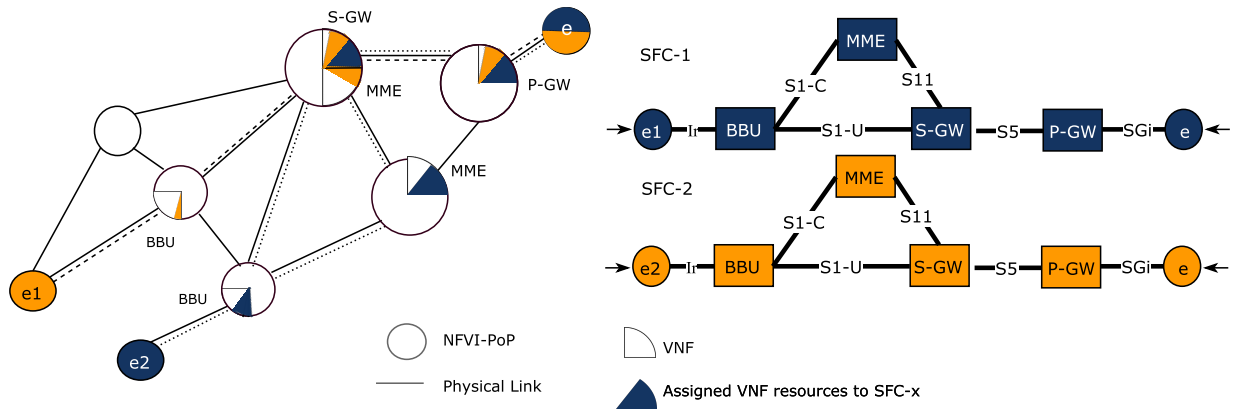 S-GW
e
MME
P-GW
MME
BBU
e1
BBU
e2
NFVI-PoP
Physical Link
VNF
Assigned VNF resources to SFC-x
SFC-1
MME
S1-C
S11
e1
Ir
BBU
S1-U
S-GW
S5
P-GW
SGi
e
SFC-2
MME
S1-C
S11
e2
Ir
BBU
S1-U
S-GW
S5
P-GW
SGi
e